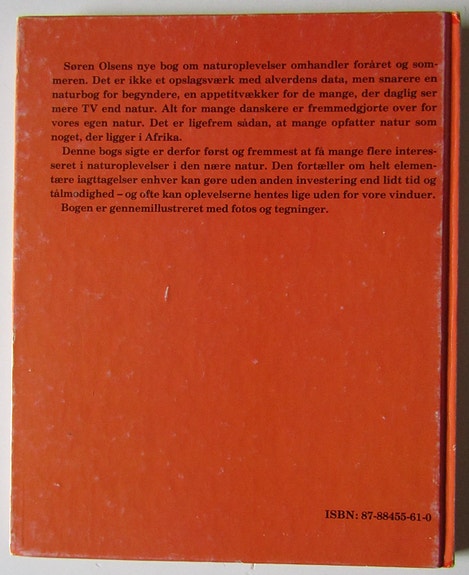 Søren Olsens nye bog om naturoplevelser omhandler foråret og som-
meren. Det er ikke et opslagsværk med alverdens data, men snarere en
naturbog for begyndere, en appetitvækker for de mange, der daglig ser
mere TV end natur. Alt for mange danskere er fremmedgjorte over for
vores egen natur. Det er ligefrem sådan, at mange opfatter natur som
noget, der ligger i Afrika.
Denne bogs sigte er derfor først og fremmest at få mange flere interes-
seret i naturoplevelser i den nære natur. Den fortæller om helt elemen-
tære iagttagelser enhver kan gøre uden anden investering end lidt tid og
tålmodighed – og ofte kan oplevelserne hentes lige uden for vore vinduer.
Bogen er gennemillustreret med fotos og tegninger.
ISBN: 87-88455-61-0